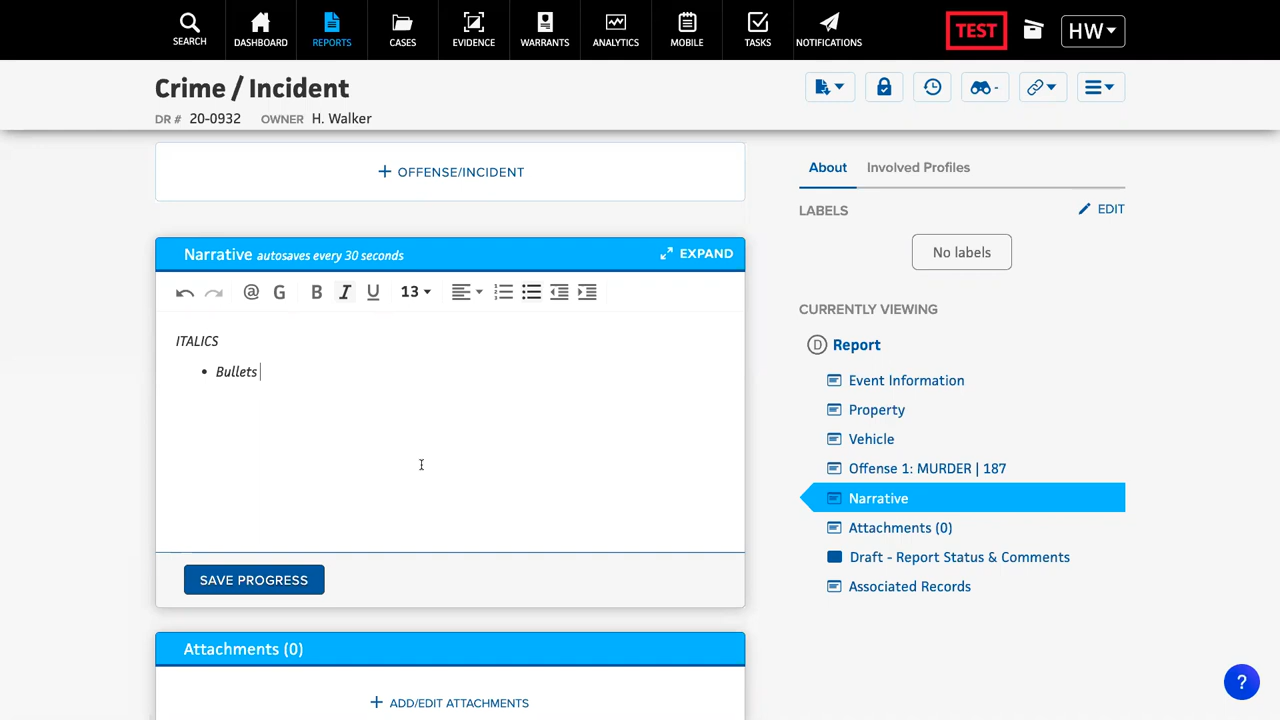 SEARCH
DASHBOARD
REPORTS
CASES
EVIDENCE
WARRANTS
ANALYTICS
MOBILE
TASKS
NOTIFICATIONS
TEST
HW
Crime / Incident
DR # 20-0932 OWNER H. Walker
+ OFFENSE/INCIDENT
Narrative autosaves every 30 seconds
EXPAND
@ G B I U 13
ITALICS
• Bullets
SAVE PROGRESS
Attachments (0)
+ ADD/EDIT ATTACHMENTS
About Involved Profiles
LABELS
EDIT
No labels
CURRENTLY VIEWING
D Report
Event Information
Property
Vehicle
Offense 1: MURDER | 187
Narrative
Attachments (0)
Draft - Report Status & Comments
Associated Records
?